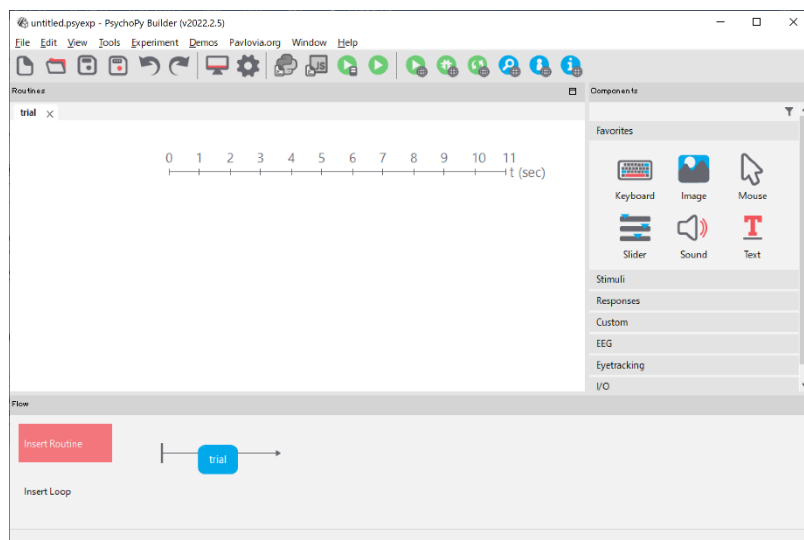 untitled.psyexp - PsychoPy Builder (v2022.2.5)
File Edit View Tools Experiment Demos Pavlovia.org Window Help
JS
Routines
Components
trial
Favorites
0 1 2 3 4 5 6 7 8 9 10 11
t (sec)
Keyboard Image Mouse
T
Slider Sound Text
Stimuli
Responses
Custom
EEG
Eyetracking
I/O
Flow
Insert Routine
trial
Insert Loop